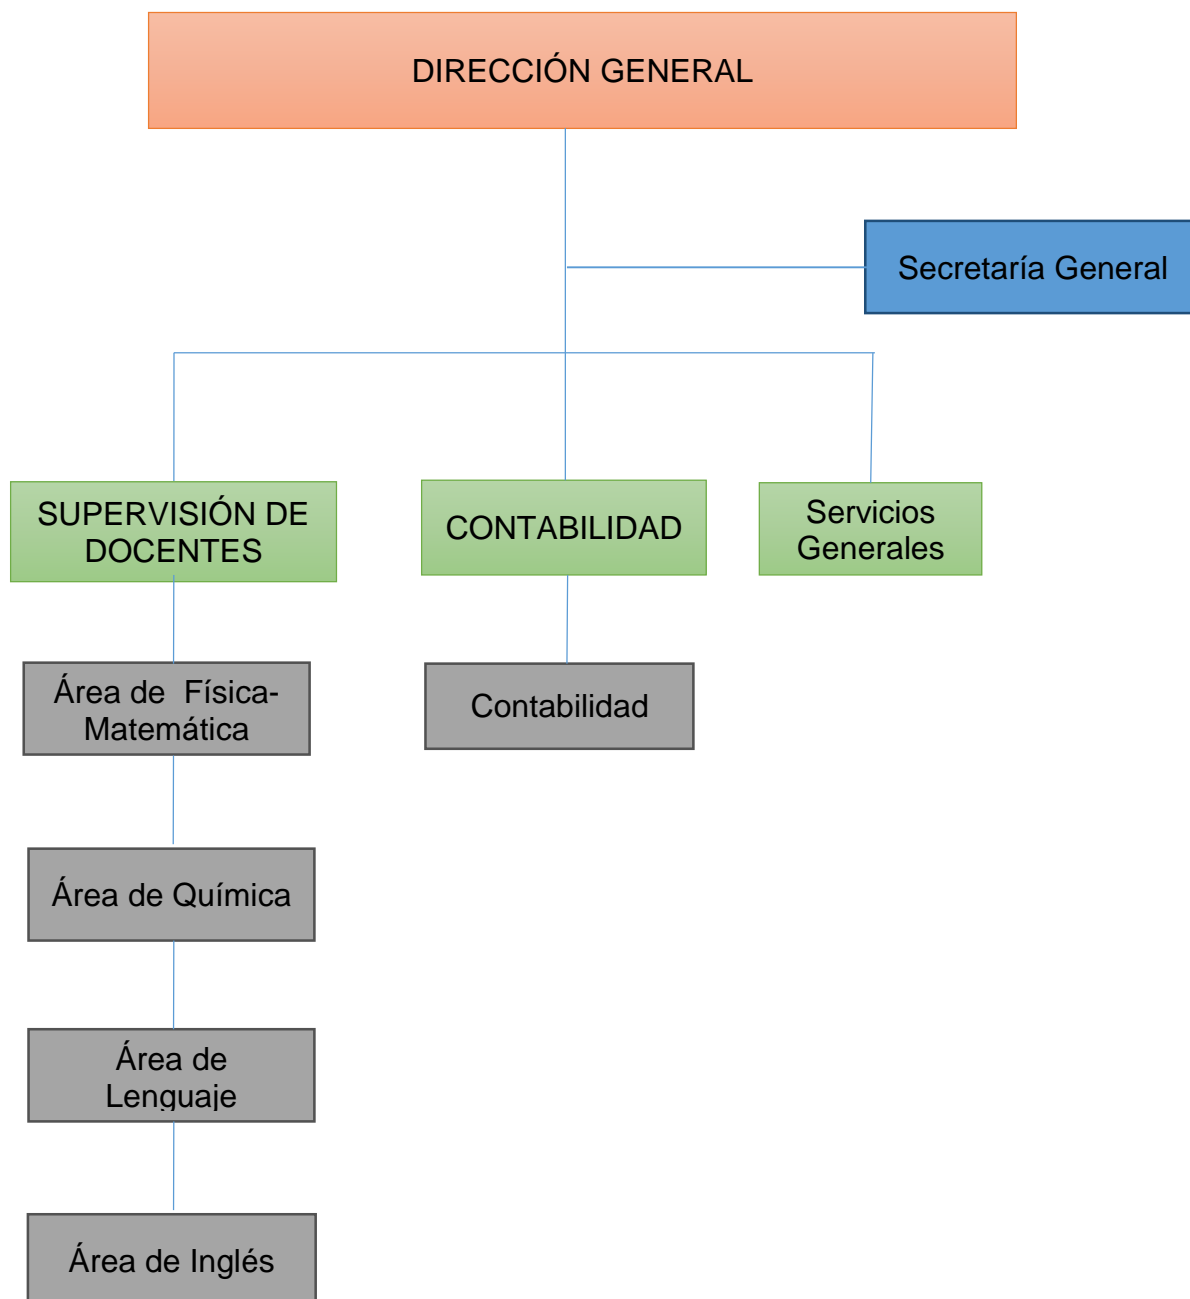 DIRECCIÓN GENERAL
Secretaría General
SUPERVISIÓN DE
DOCENTES
CONTABILIDAD
Servicios
Generales
Área de  Física-
Matemática
Contabilidad
Área de Química
Área de
Lenguaje
Área de Inglés